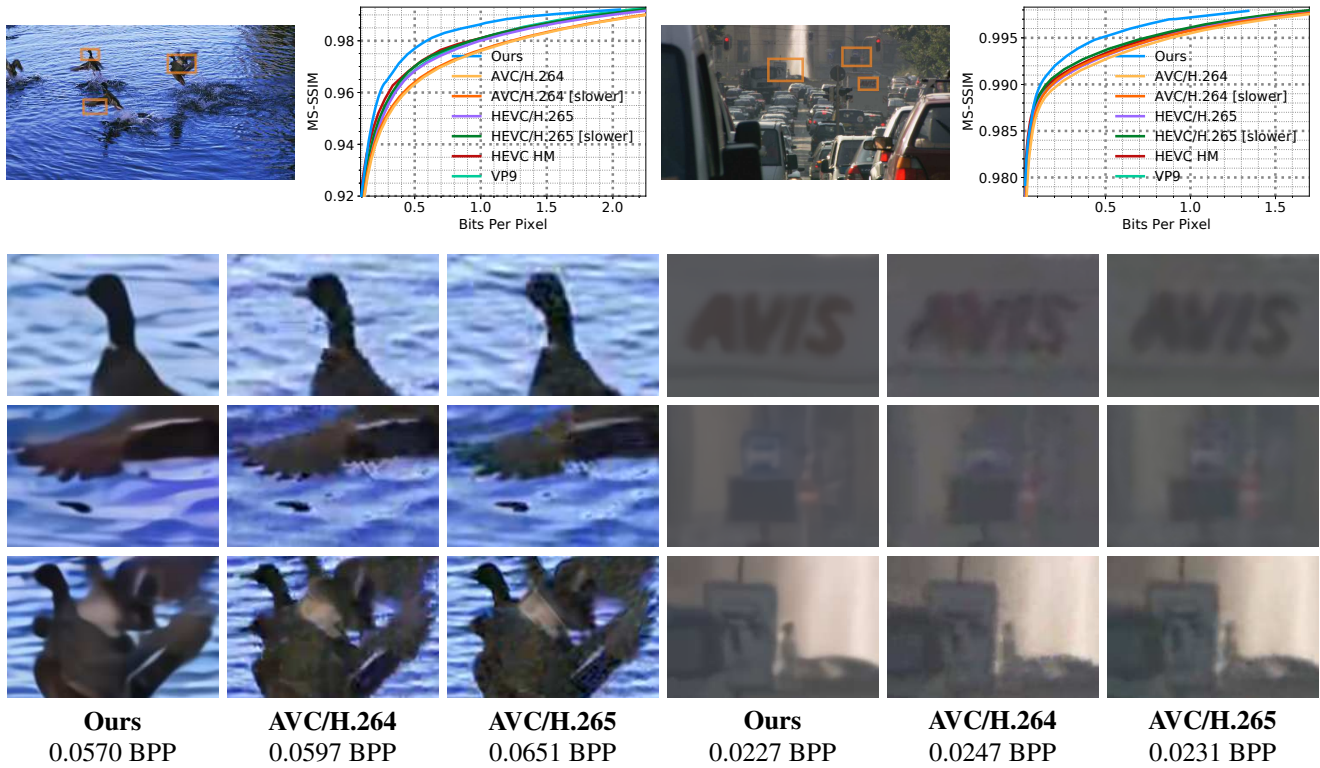 0.98
0.96
0.94
0.92
MS-SSIM
0.5
1.0
1.5
2.0
Bits Per Pixel
Ours
AVC/H.264
AVC/H.264 [slower]
HEVC/H.265
HEVC/H.265 [slower]
HEVC HM
VP9
0.995
0.990
0.985
0.980
MS-SSIM
0.5
1.0
1.5
Bits Per Pixel
Ours
AVC/H.264
AVC/H.264 [slower]
HEVC/H.265
HEVC/H.265 [slower]
HEVC HM
VP9
AVIS
AVIS
AVIS
Ours
0.0570 BPP
AVC/H.264
0.0597 BPP
AVC/H.265
0.0651 BPP
Ours
0.0227 BPP
AVC/H.264
0.0247 BPP
AVC/H.265
0.0231 BPP